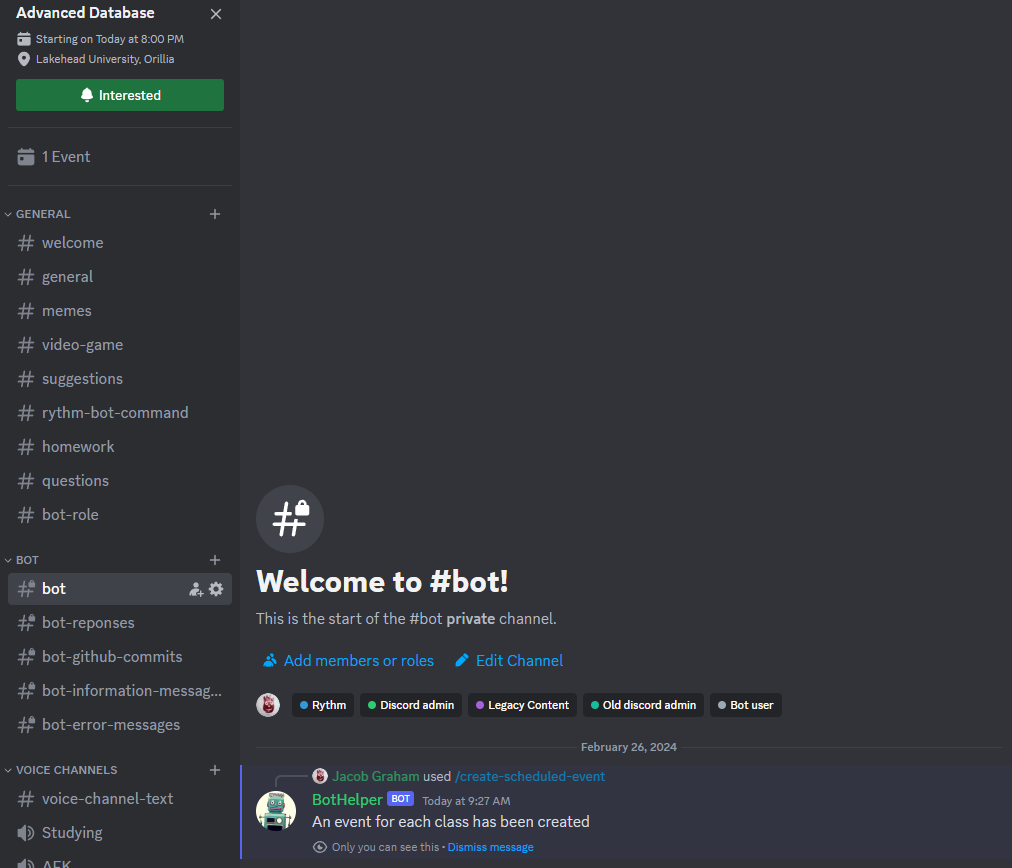 Advanced Database
Starting on Today at 8:00 PM
Lakehead University, Orillia
Interested
1 Event
GENERAL
welcome
general
memes
video-game
suggestions
rythm-bot-command
homework
questions
bot-role
BOT
bot
bot-reponses
bot-github-commits
bot-information-messag...
bot-error-messages
VOICE CHANNELS
voice-channel-text
Studying
AFK
Welcome to #bot!
This is the start of the #bot private channel.
Add members or roles Edit Channel
Rythm Discord admin Legacy Content Old discord admin Bot user
February 26, 2024
Jacob Graham used /create-scheduled-event
BotHelper BOT Today at 9:27 AM
An event for each class has been created
Only you can see this • Dismiss message